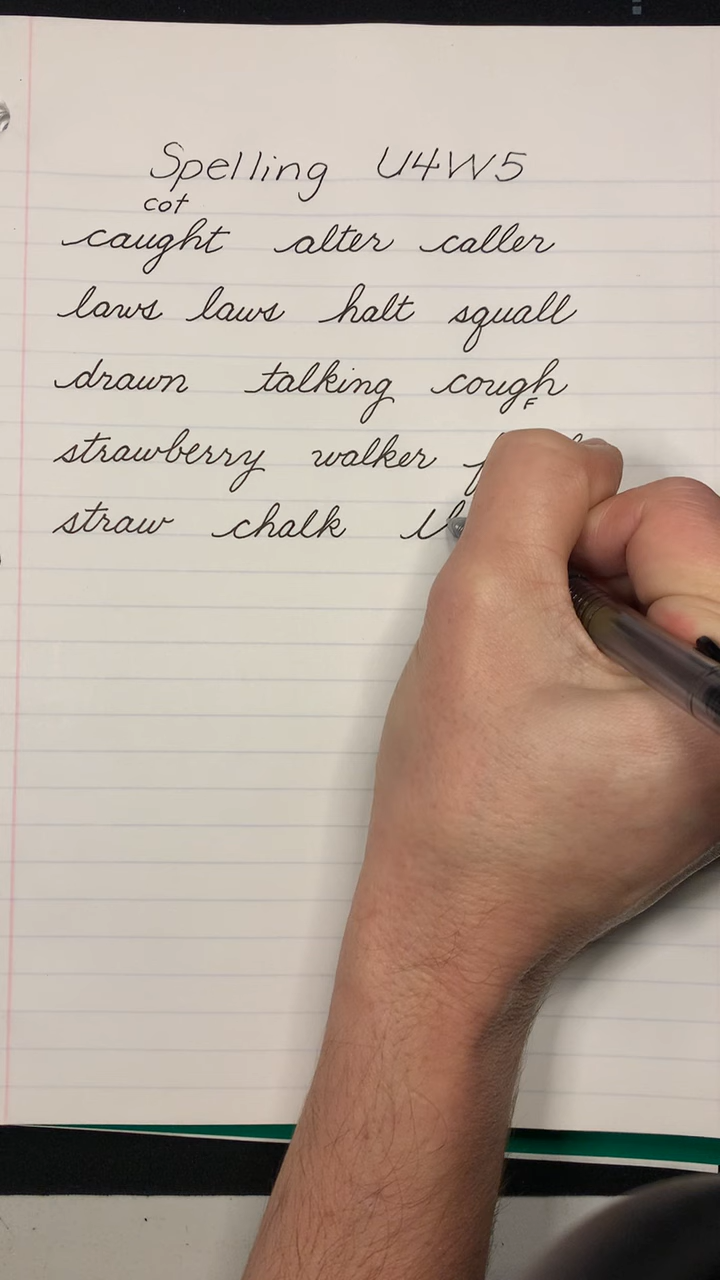 Spelling U4W5
cot
caught alter caller
laws laws halt squall
drawn talking cough
F
strawberry walker
straw chalk